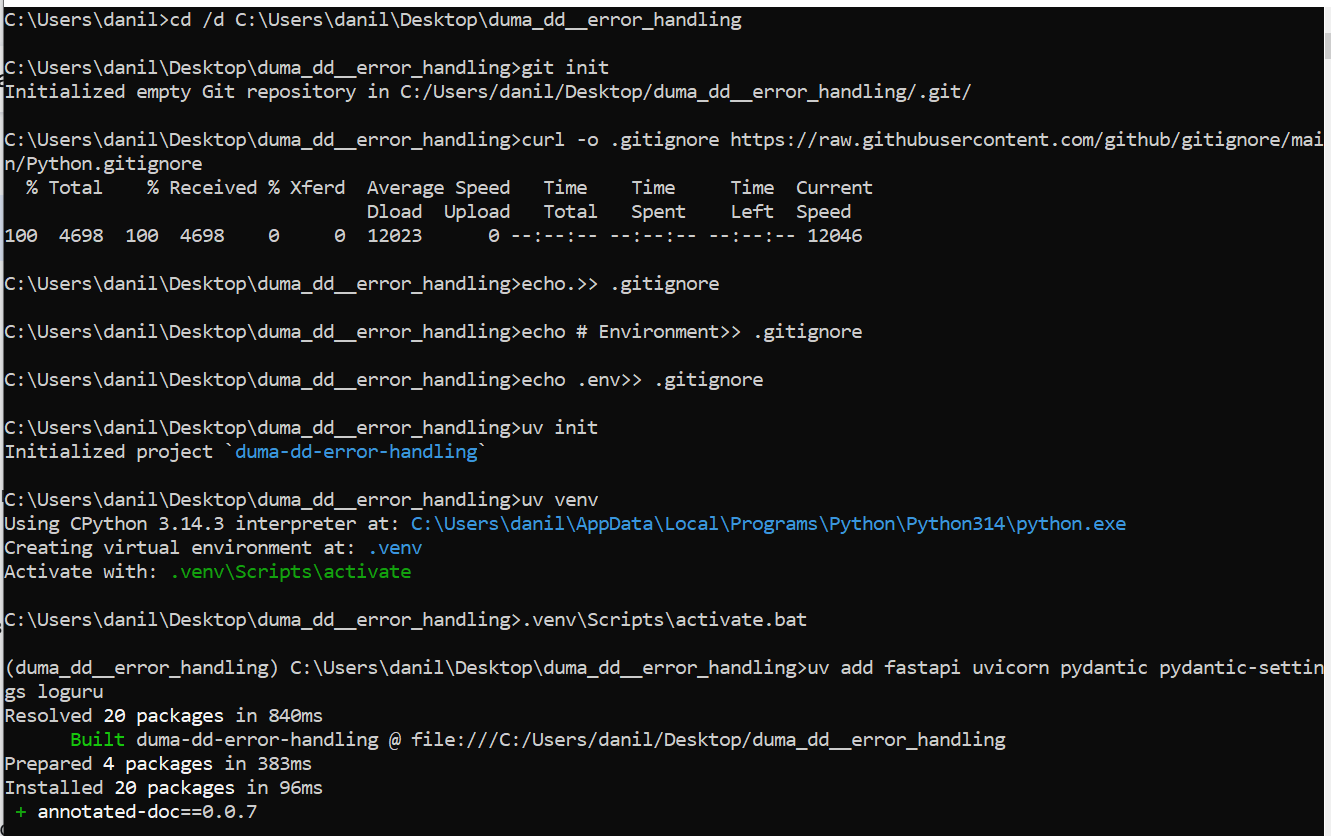 C:\Users\danil>cd /d C:\Users\danil\Desktop\duma_dd__error_handling
C:\Users\danil\Desktop\duma_dd__error_handling>git init
Initialized empty Git repository in C:/Users/danil/Desktop/duma_dd__error_handling/.git/
C:\Users\danil\Desktop\duma_dd__error_handling>curl -o .gitignore https://raw.githubusercontent.com/github/gitignore/mai
n/Python.gitignore
  % Total    % Received % Xferd  Average Speed   Time    Time     Time  Current
                                 Dload  Upload   Total   Spent    Left  Speed
100  4698  100  4698    0     0  12023      0 --:--:-- --:--:-- --:--:-- 12046
C:\Users\danil\Desktop\duma_dd__error_handling>echo.>> .gitignore
C:\Users\danil\Desktop\duma_dd__error_handling>echo # Environment>> .gitignore
C:\Users\danil\Desktop\duma_dd__error_handling>echo .env>> .gitignore
C:\Users\danil\Desktop\duma_dd__error_handling>uv init
Initialized project `duma-dd-error-handling`
C:\Users\danil\Desktop\duma_dd__error_handling>uv venv
Using CPython 3.14.3 interpreter at: C:\Users\danil\AppData\Local\Programs\Python\Python314\python.exe
Creating virtual environment at: .venv
Activate with: .venv\Scripts\activate
C:\Users\danil\Desktop\duma_dd__error_handling>.venv\Scripts\activate.bat
(duma_dd__error_handling) C:\Users\danil\Desktop\duma_dd__error_handling>uv add fastapi uvicorn pydantic pydantic-settin
gs loguru
Resolved 20 packages in 840ms
      Built duma-dd-error-handling @ file:///C:/Users/danil/Desktop/duma_dd__error_handling
Prepared 4 packages in 383ms
Installed 20 packages in 96ms
 + annotated-doc==0.0.7